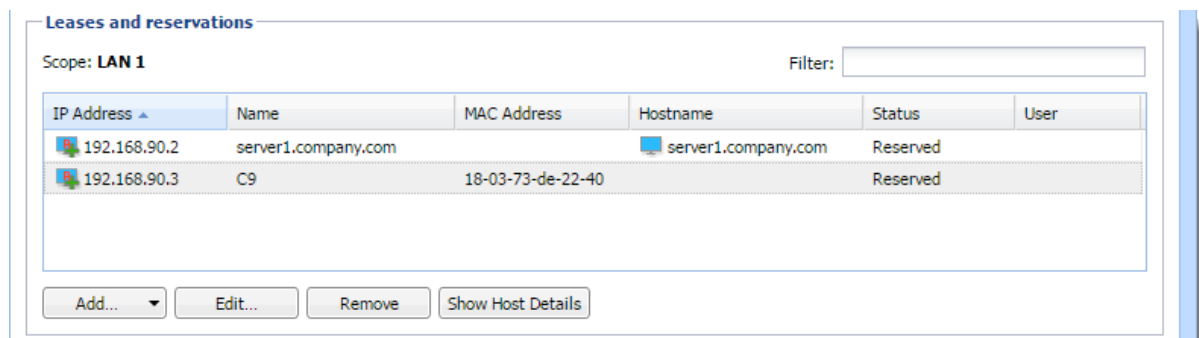 Leases and reservations
Scope: LAN 1 Filter:
IP Address Name MAC Address Hostname Status User
192.168.90.2 server1.company.com server1.company.com Reserved
192.168.90.3 C9 18-03-73-de-22-40 Reserved
Add... Edit... Remove Show Host Details